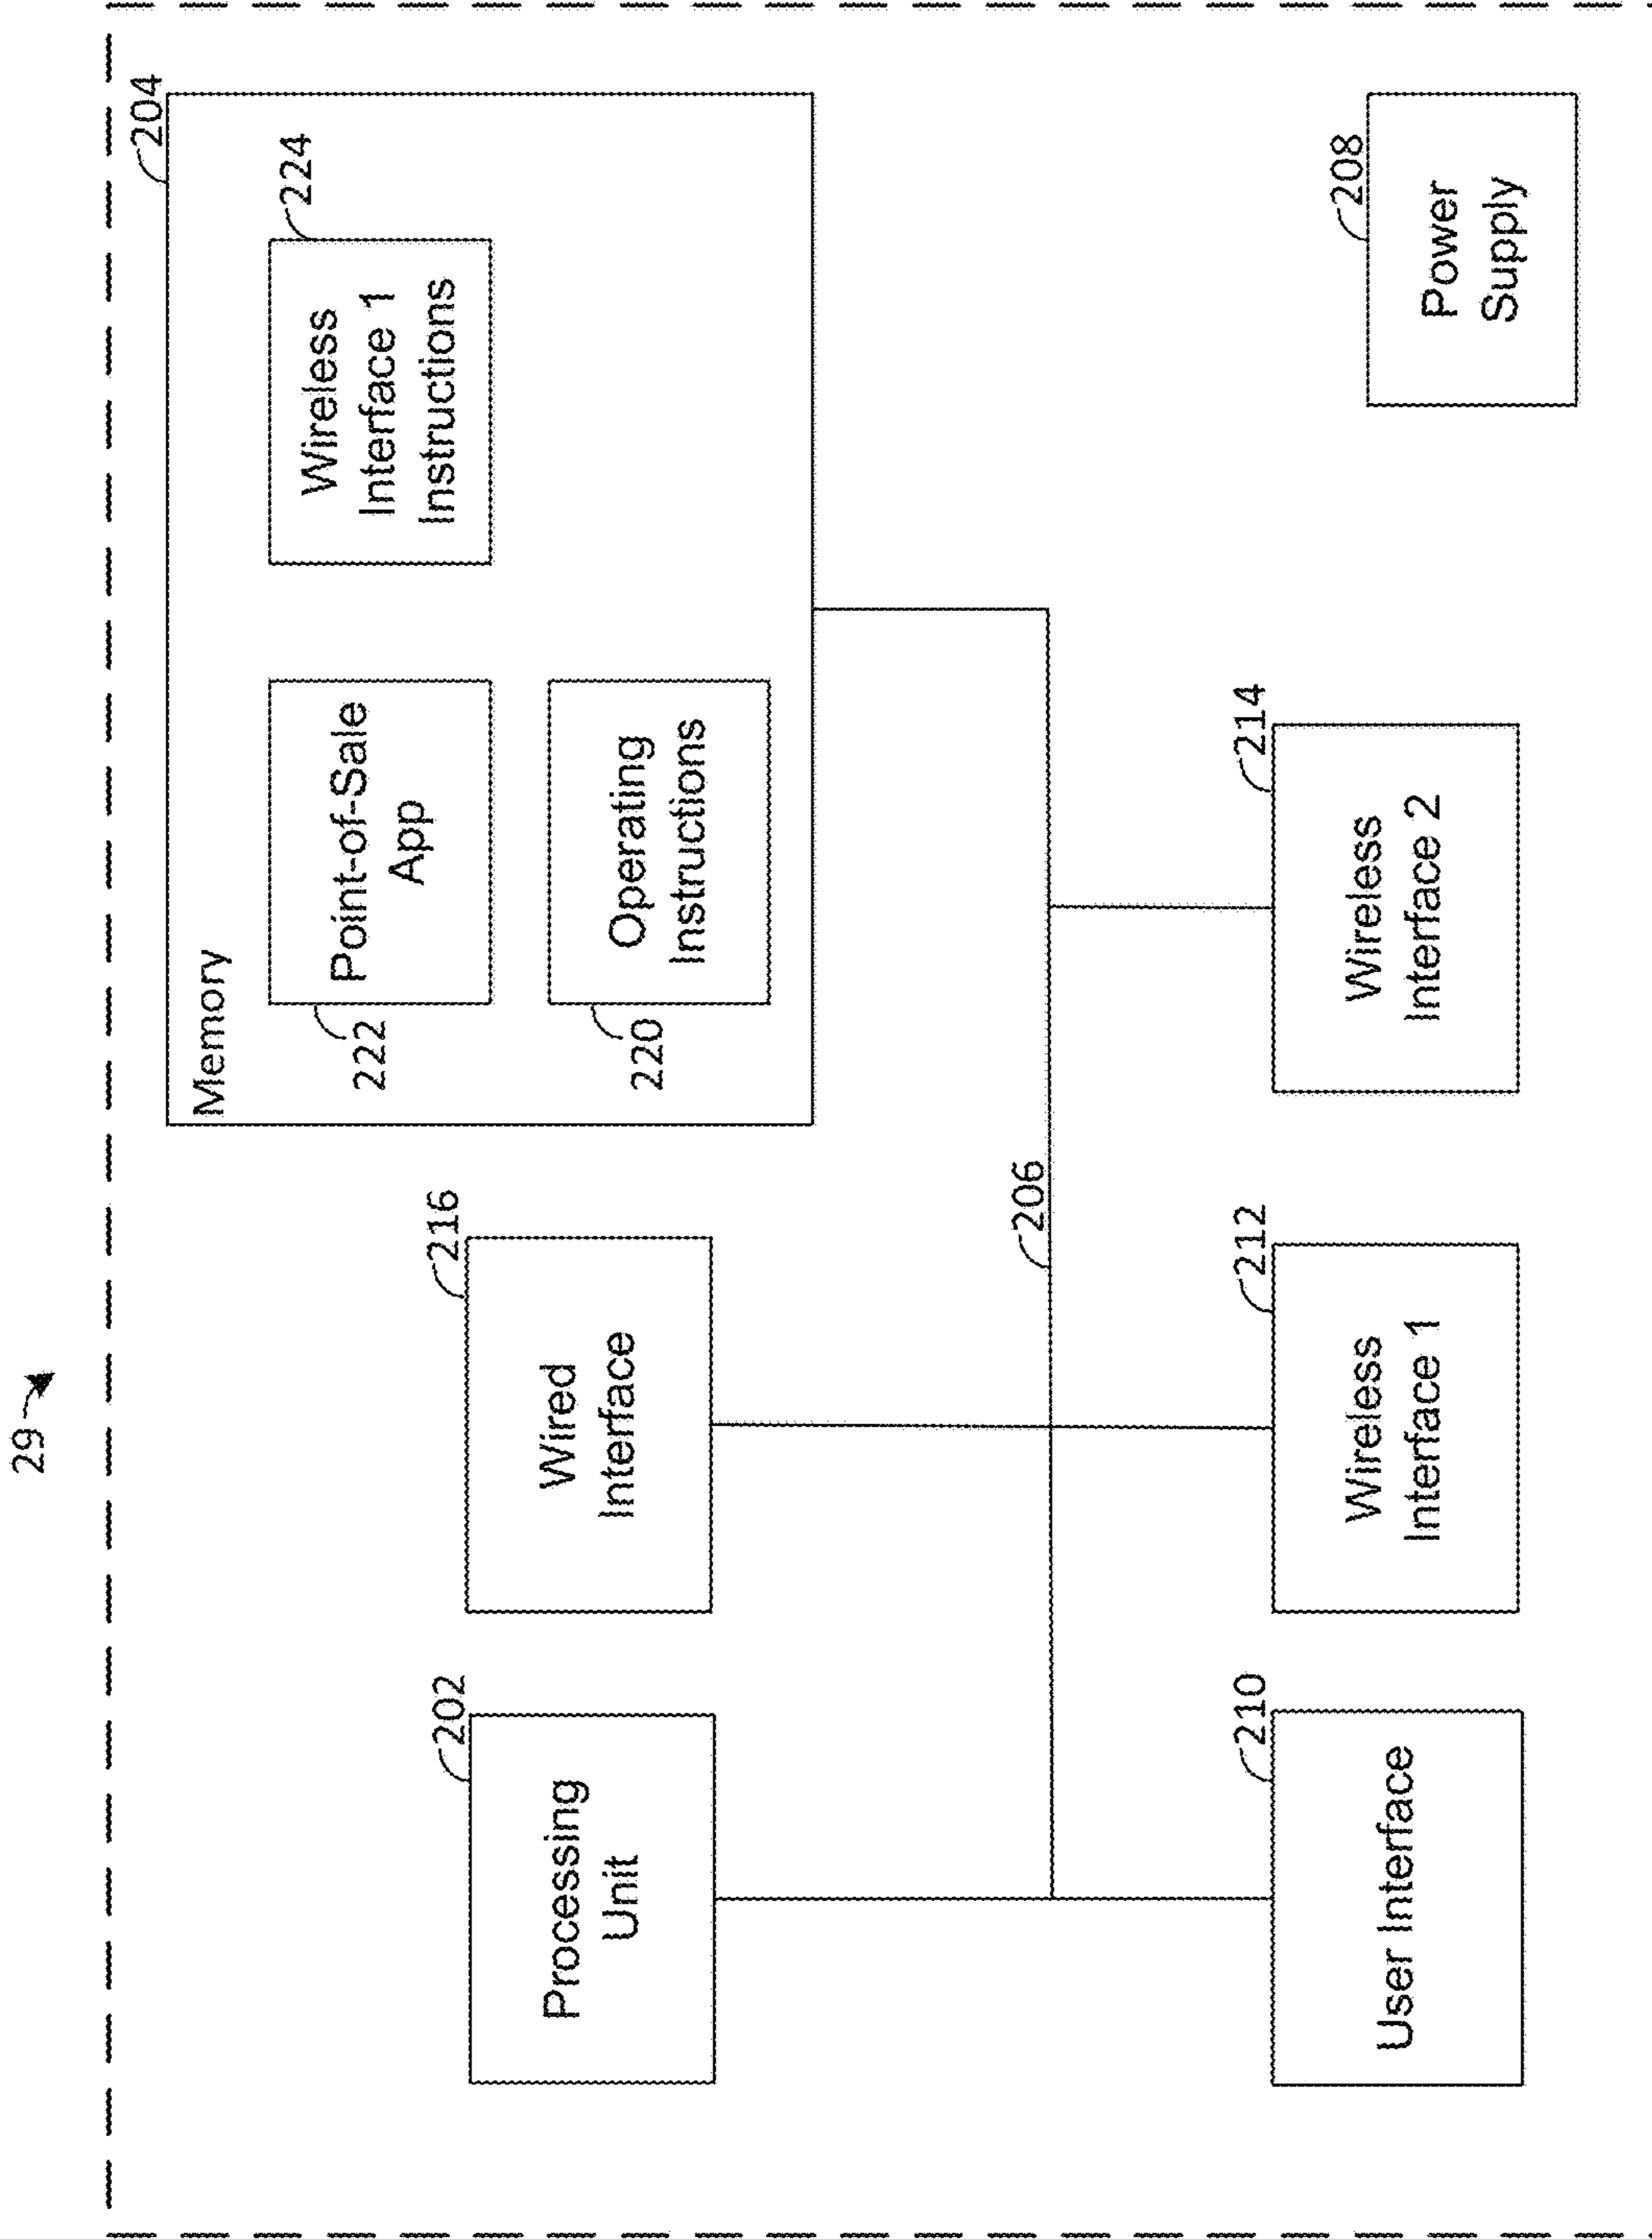 29
204
Memory
224
Wireless
Interface 1
Instructions
Point-of-Sale
App
222
Operating
Instructions
220
202
Processing
Unit
216
Wired
Interface
206
210
User Interface
212
Wireless
Interface 1
214
Wireless
Interface 2
208
Power
Supply